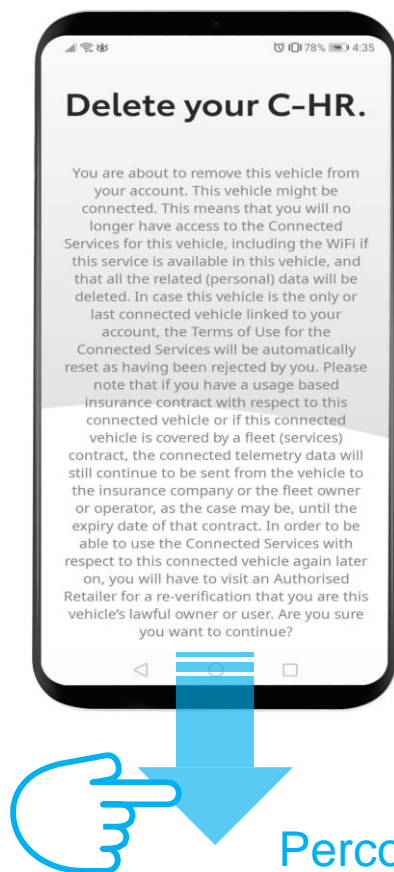 78% 4:35
Delete your C-HR.
You are about to remove this vehicle from
your account. This vehicle might be
connected. This means that you will no
longer have access to the Connected
Services for this vehicle, including the WiFi if
this service is available in this vehicle, and
that all the related (personal) data will be
deleted. In case this vehicle is the only or
last connected vehicle linked to your
account, the Terms of Use for the
Connected Services will be automatically
reset as having been rejected by you. Please
note that if you have a usage based
insurance contract with respect to this
connected vehicle or if this connected
vehicle is covered by a fleet (services)
contract, the connected telemetry data will
still continue to be sent from the vehicle to
the insurance company or the fleet owner
or operator, as the case may be, until the
expiry date of that contract. In order to be
able to use the Connected Services with
respect to this connected vehicle again later
on, you will have to visit an Authorised
Retailer for a re-verification that you are this
vehicle's lawful owner or user. Are you sure
you want to continue?